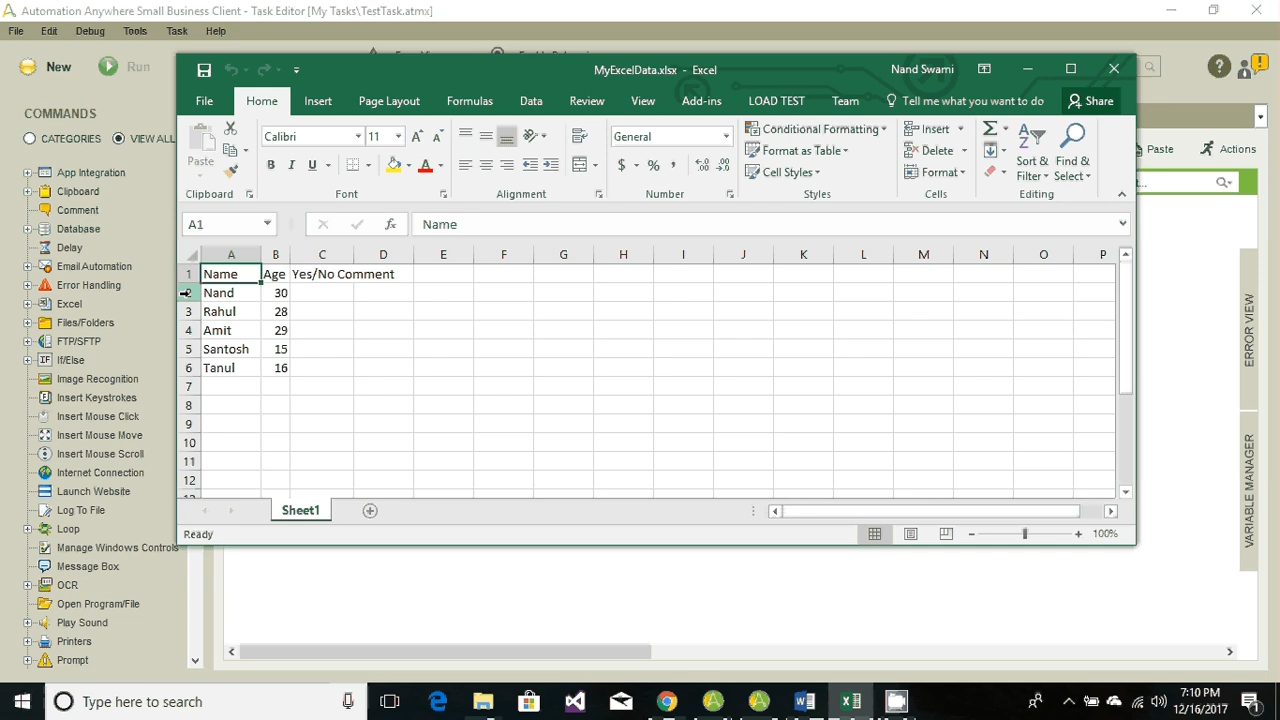 Automation Anywhere Small Business Client - Task Editor [My Tasks\TestTask.atmx]
File Edit Debug Tools Task Help
New Run
COMMANDS
CATEGORIES VIEW ALL
App Integration
Clipboard
Comment
Database
Delay
Email Automation
Error Handling
Excel
Files/Folders
FTP/SFTP
If/Else
Image Recognition
Insert Keystrokes
Insert Mouse Click
Insert Mouse Move
Insert Mouse Scroll
Internet Connection
Launch Website
Log To File
Loop
Manage Windows Controls
Message Box
OCR
Open Program/File
Play Sound
Printers
Prompt
MyExcelData.xlsx - Excel Nand Swami
File Home Insert Page Layout Formulas Data Review View Add-ins LOAD TEST Team Tell me what you want to do Share
Paste
Clipboard
Calibri 11
B I U
Font
Alignment
General
$ % ,
Number
Conditional Formatting
Format as Table
Cell Styles
Styles
Insert
Delete
Format
Cells
Sort & Filter
Find & Select
Editing
A1 fx Name
A B C D E F G H I J K L M N O P
1 Name Age Yes/No Comment
2 Nand 30
3 Rahul 28
4 Amit 29
5 Santosh 15
6 Tanul 16
7
8
9
10
11
12
Sheet1
Ready 100%
Paste Actions
ERROR VIEW
VARIABLE MANAGER
Type here to search
7:10 PM
12/16/2017